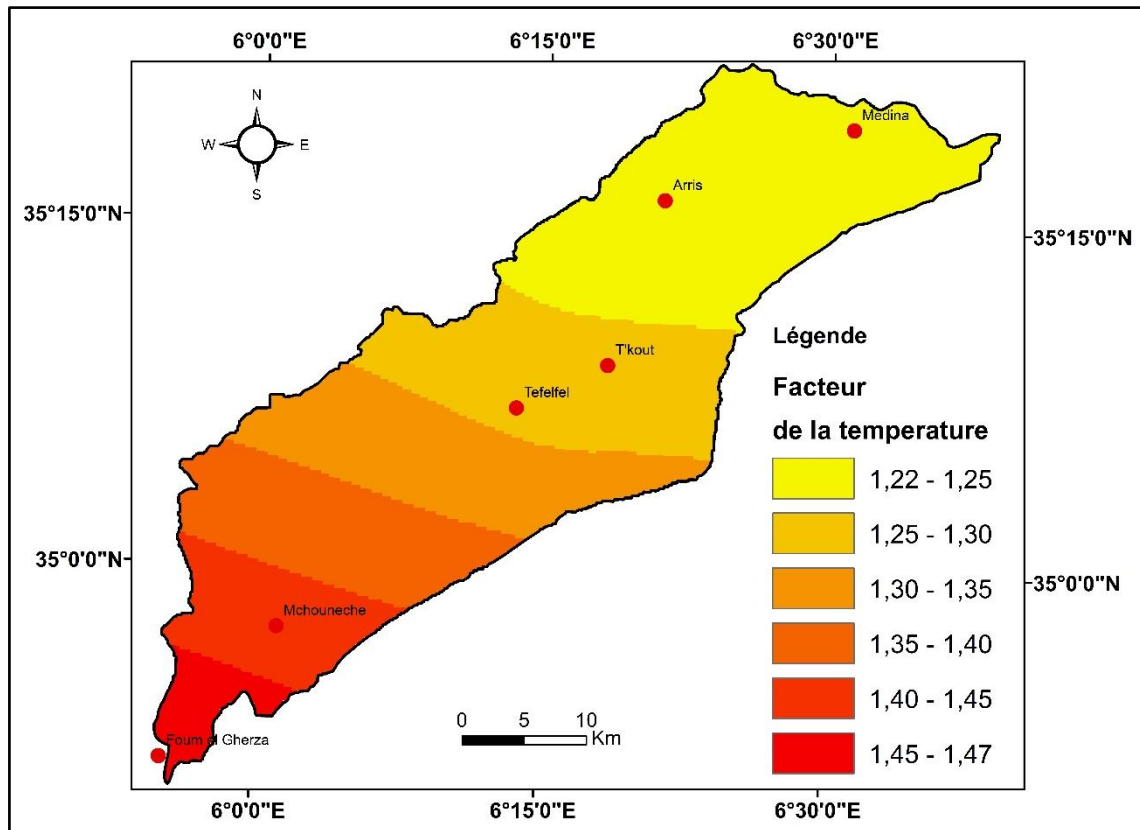 6°0'0"E
6°15'0"E
6°30'0"E
N
W
E
S
Medina
Arris
35°15'0"N
35°15'0"N
T'kout
Tefelfel
Légende
Facteur
de la temperature
1,22 - 1,25
1,25 - 1,30
1,30 - 1,35
1,35 - 1,40
1,40 - 1,45
1,45 - 1,47
35°0'0"N
35°0'0"N
Mchouneche
Foum el Gherza
0
5
10
Km
6°0'0"E
6°15'0"E
6°30'0"E